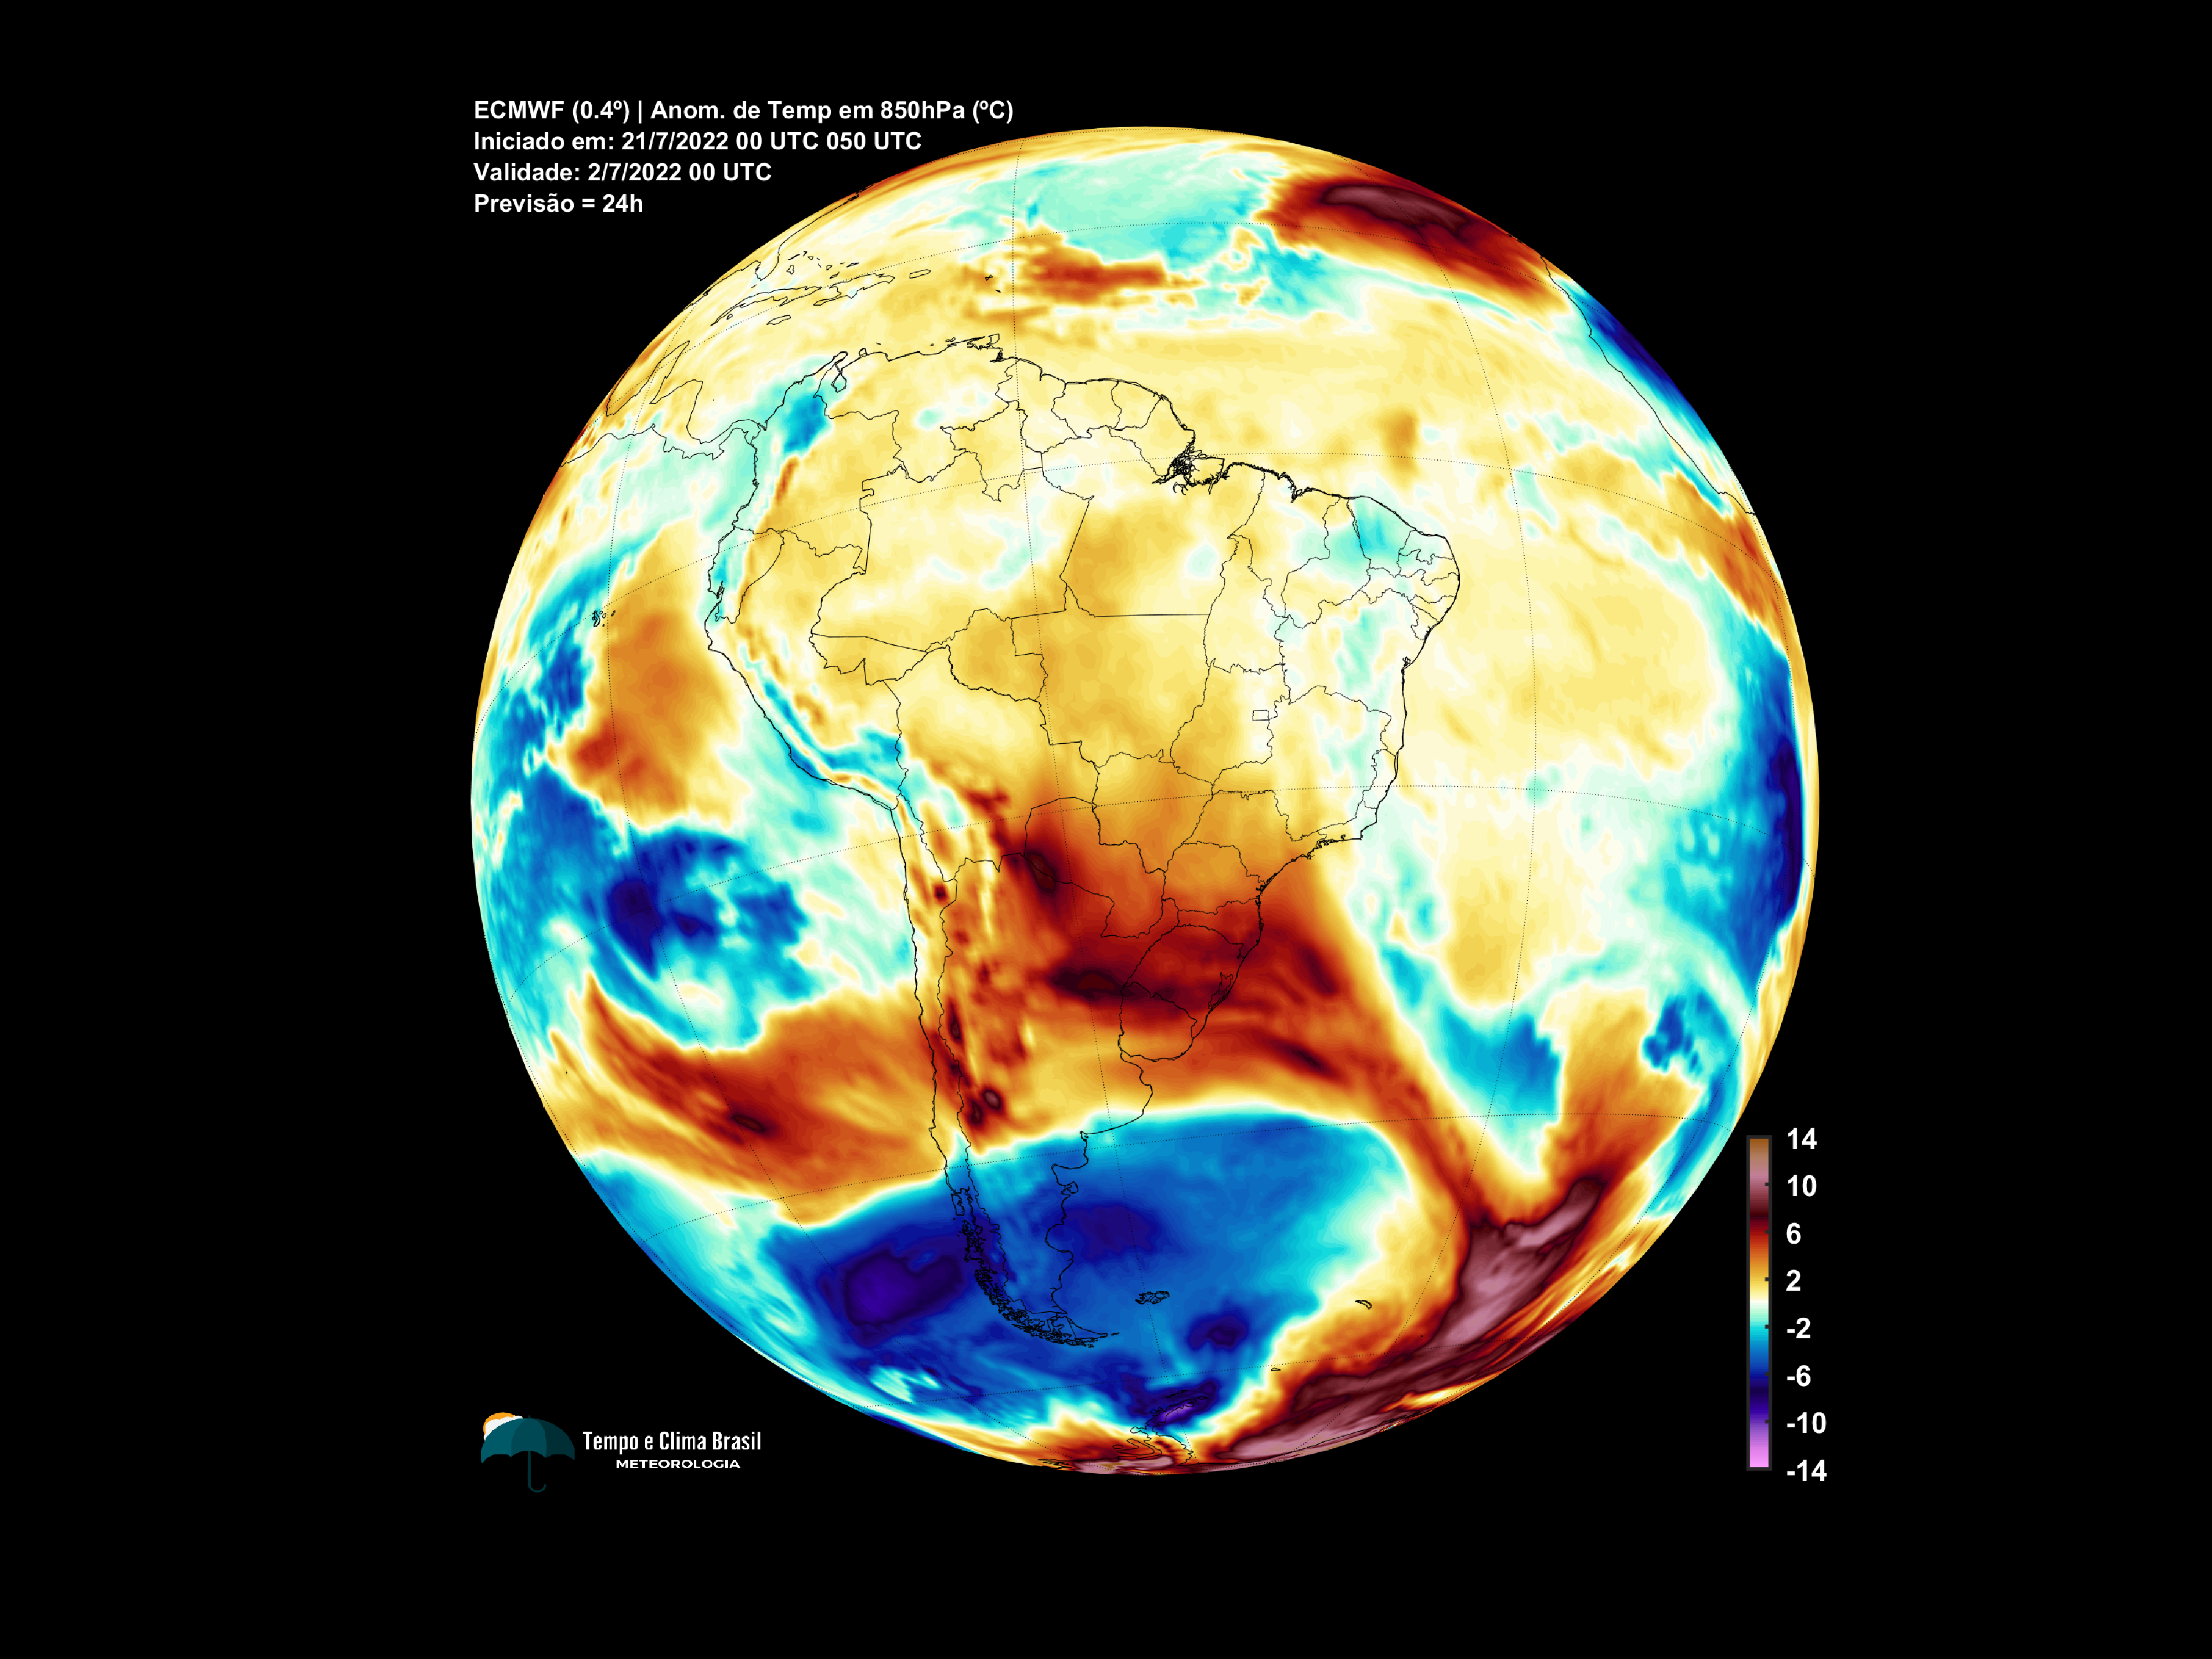 ECMWF (0.4º) | Anom. de Temp em 850hPa (ºC)
Iniciado em: 21/7/2022 00 UTC 050 UTC
Validade: 2/7/2022 00 UTC
Previsão = 24h
14
10
6
2
-2
-6
-10
-14
Tempo e Clima Brasil
METEOROLOGIA